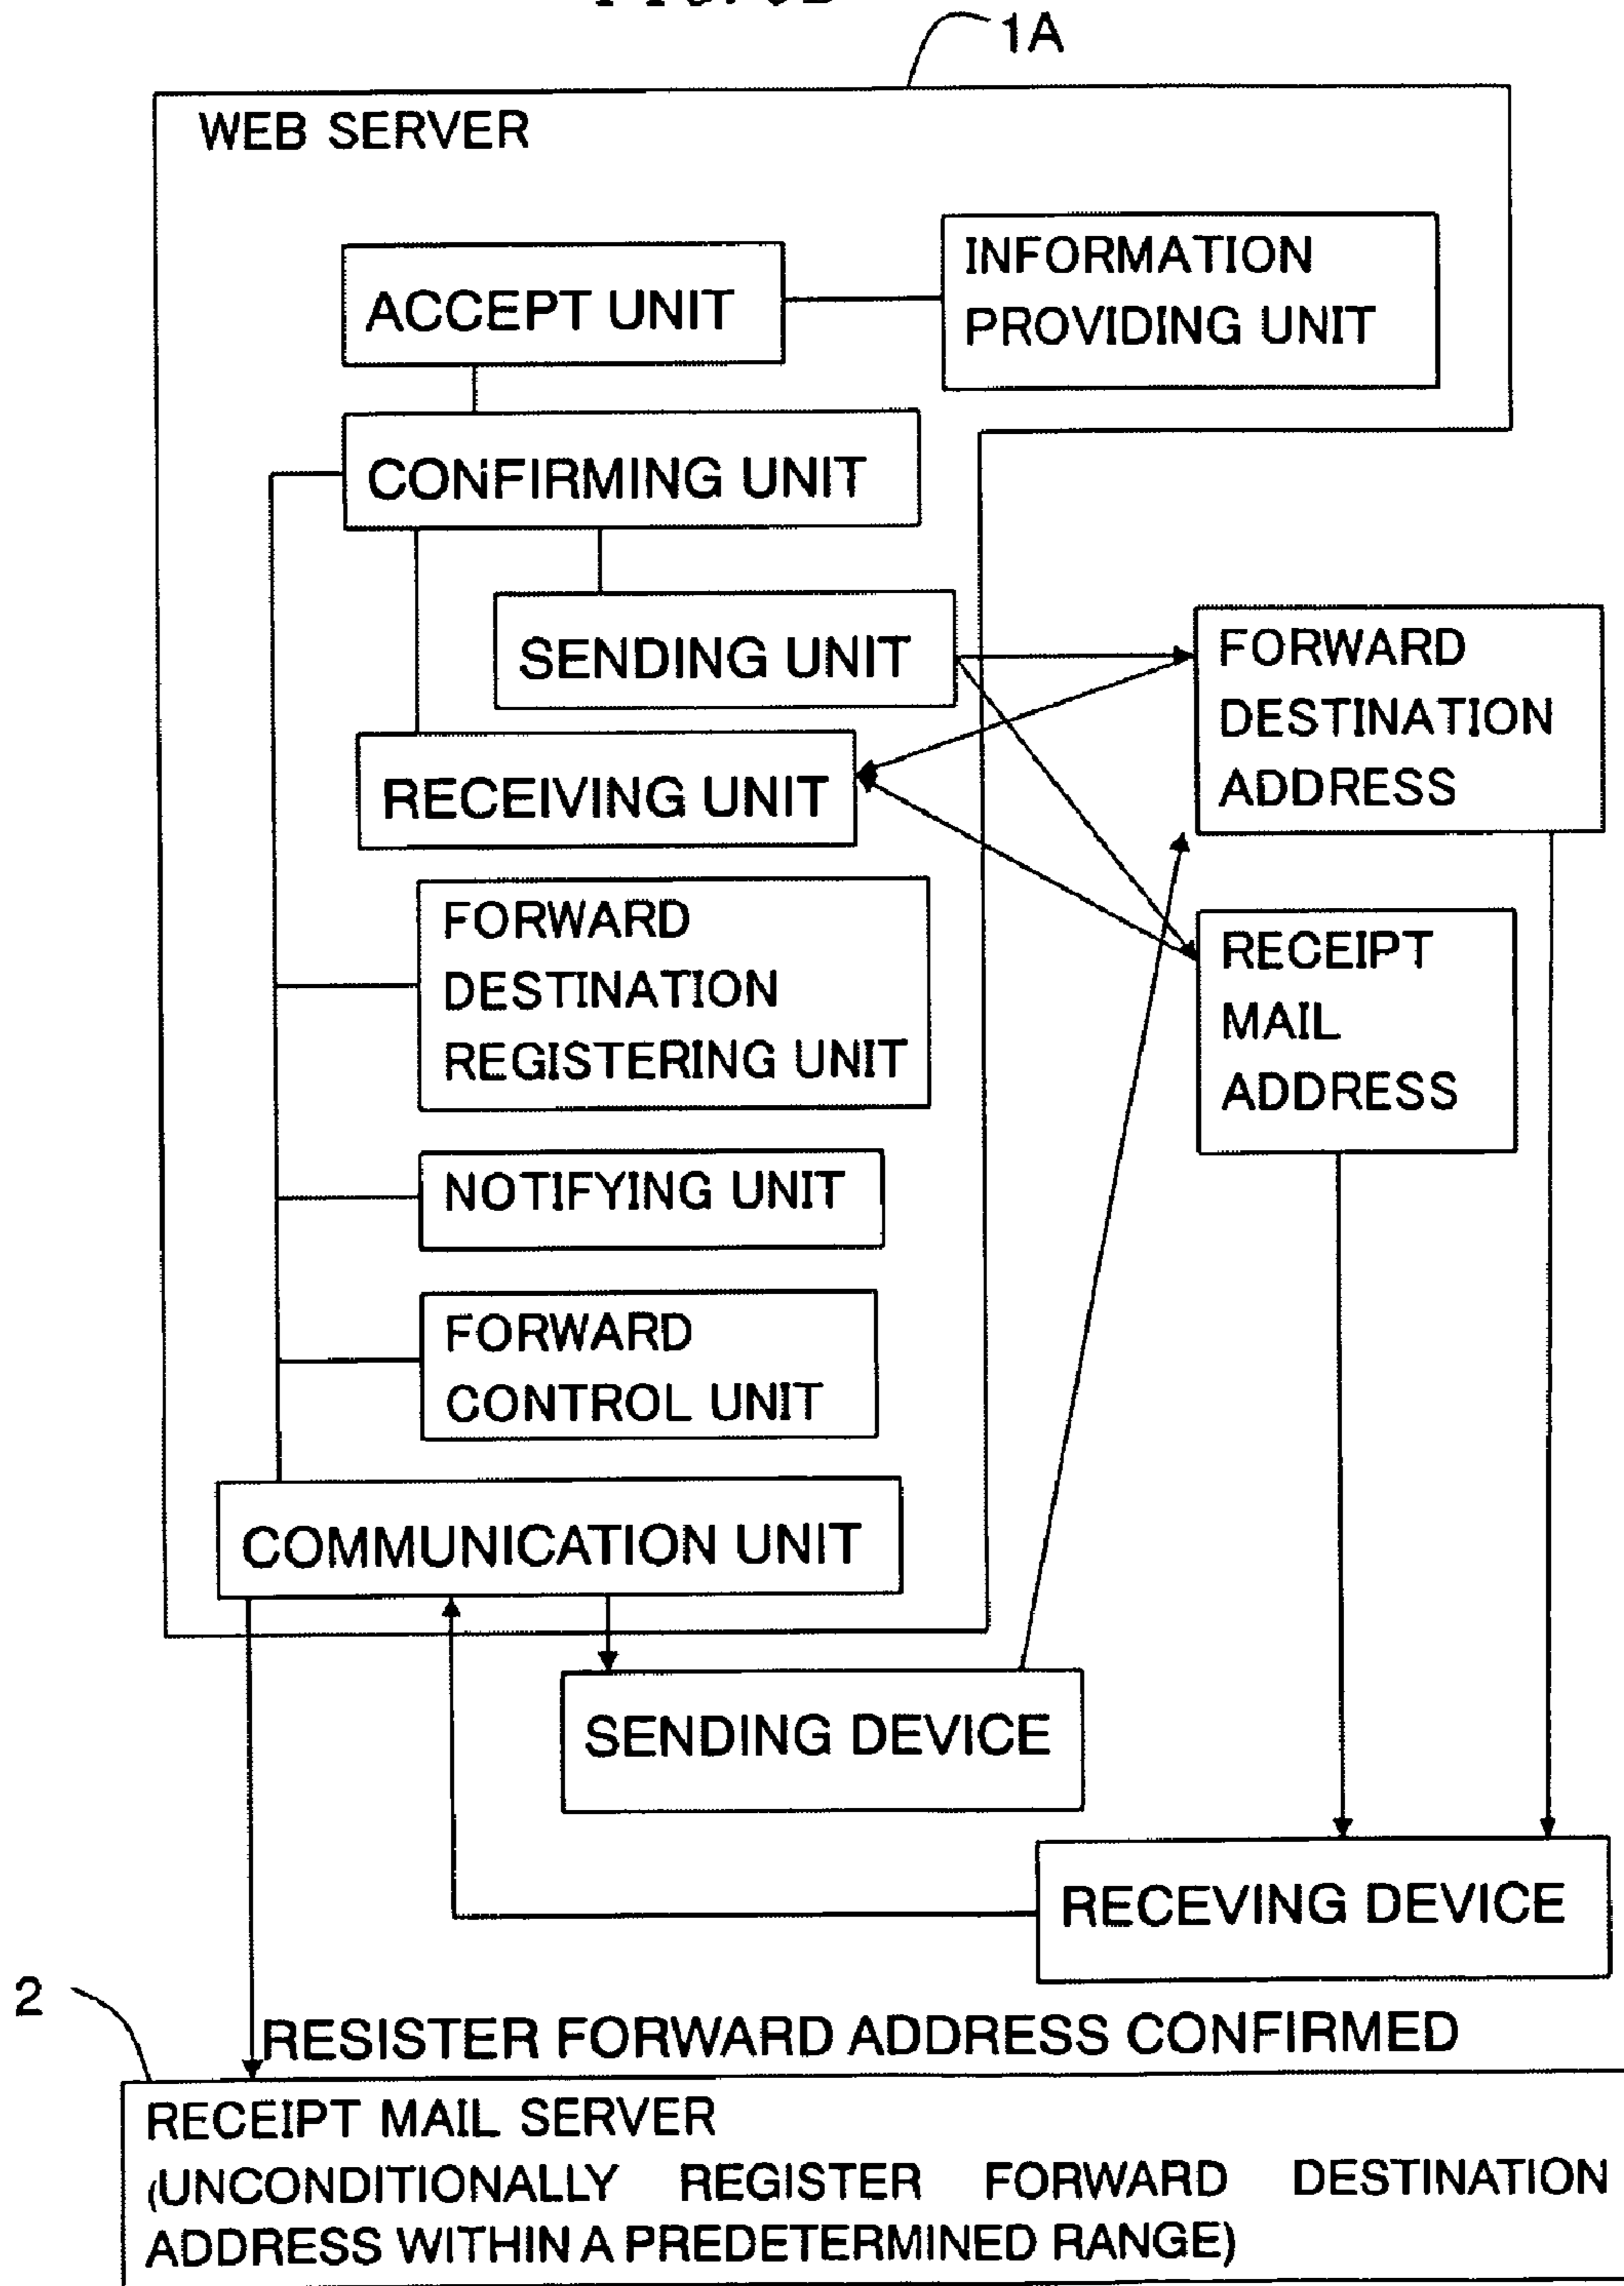 1A
WEB SERVER
INFORMATION
PROVIDING UNIT
ACCEPT UNIT
CONFIRMING UNIT
SENDING UNIT
FORWARD
DESTINATION
ADDRESS
RECEIVING UNIT
FORWARD
DESTINATION
REGISTERING UNIT
RECEIPT
MAIL
ADDRESS
NOTIFYING UNIT
FORWARD
CONTROL UNIT
COMMUNICATION UNIT
SENDING DEVICE
RECEVING DEVICE
2
RESISTER FORWARD ADDRESS CONFIRMED
RECEIPT MAIL SERVER
(UNCONDITIONALLY REGISTER FORWARD DESTINATION
ADDRESS WITHIN A PREDETERMINED RANGE)